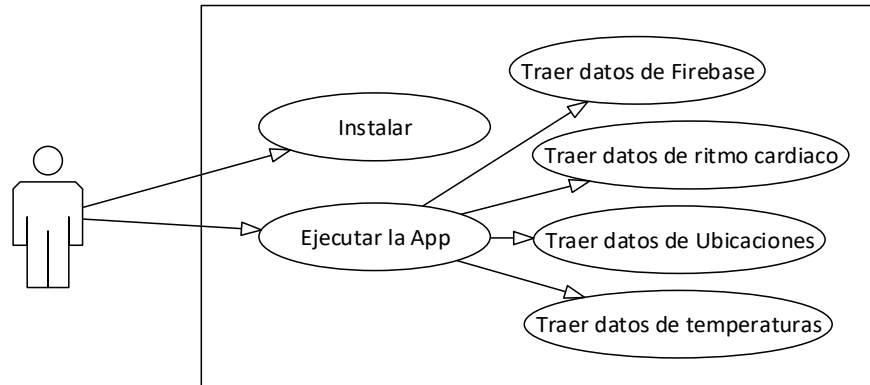 Traer datos de Firebase
Instalar
Traer datos de ritmo cardiaco
Ejecutar la App
Traer datos de Ubicaciones
Traer datos de temperaturas